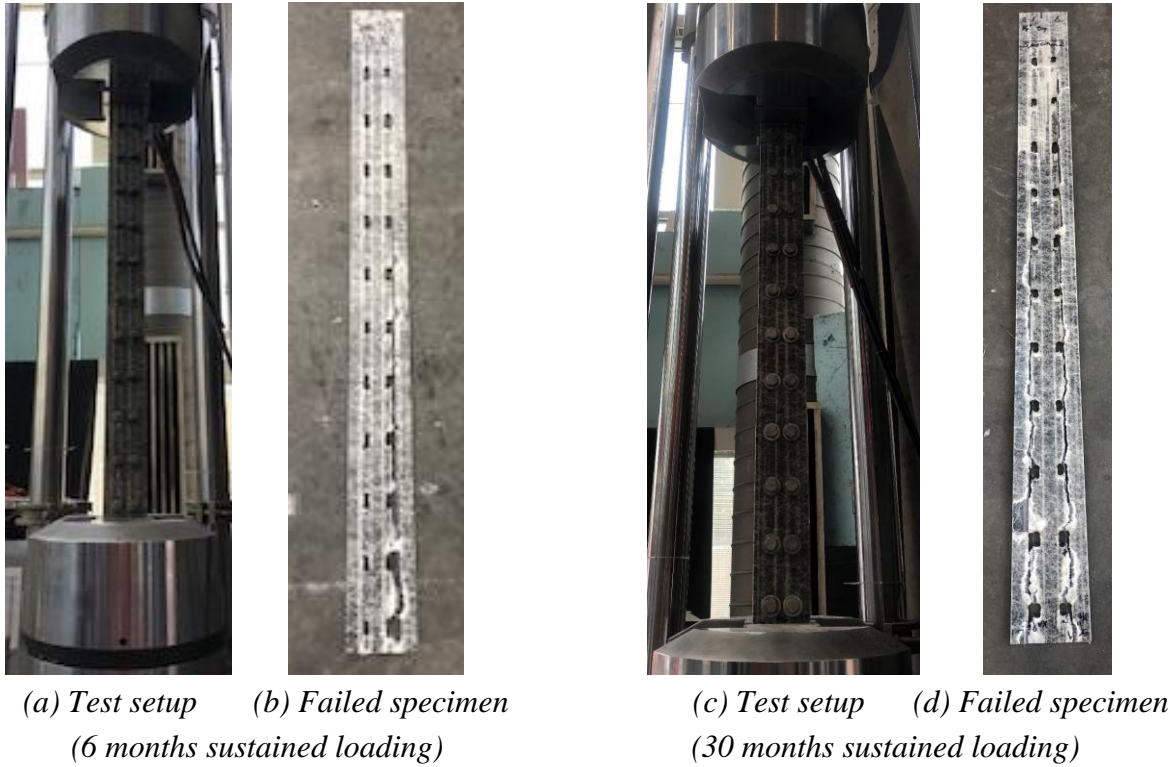 (a) Test setup (b) Failed specimen (c) Test setup (d) Failed specimen
(6 months sustained loading) (30 months sustained loading)